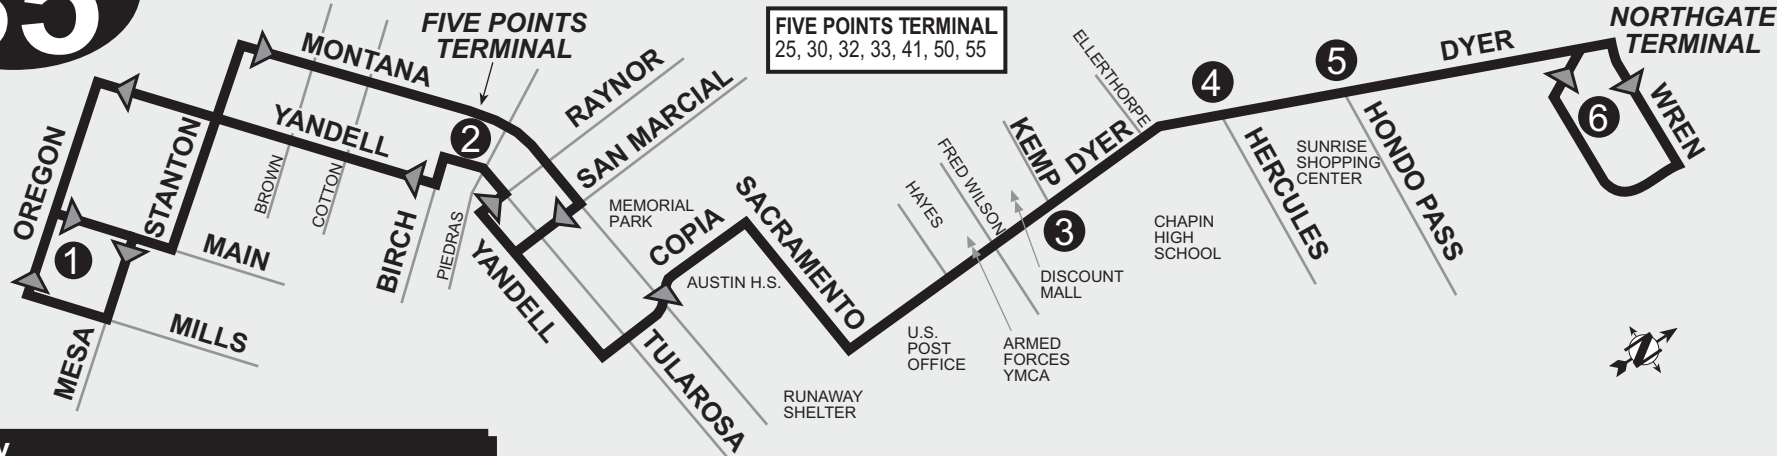 FIVE POINTS
TERMINAL
FIVE POINTS TERMINAL
25, 30, 32, 33, 41, 50, 55
NORTHGATE
TERMINAL
MONTANA
RAYNOR
SAN MARCIAL
ELLERTHORPE
4
5
DYER
6
WREN
OREGON
STANTON
YANDELL
2
BROWN
COTTON
BIRCH
PIEDRAS
1
MAIN
MILLS
MESA
YANDELL
MEMORIAL
PARK
COPIA
SACRAMENTO
AUSTIN H.S.
TULAROSA
RUNAWAY
SHELTER
HAYES
FRED WILSON
KEMP
DYER
3
U.S.
POST
OFFICE
ARMED
FORCES
YMCA
DISCOUNT
MALL
CHAPIN
HIGH
SCHOOL
HERCULES
SUNRISE
SHOPPING
CENTER
HONDO PASS